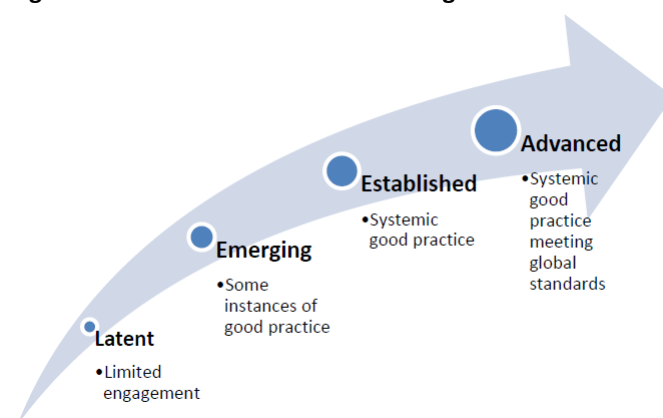 Latent
•Limited
engagement
Emerging
•Some
instances of
good practice
Established
•Systemic
good practice
Advanced
•Systemic
good
practice
meeting
global
standards